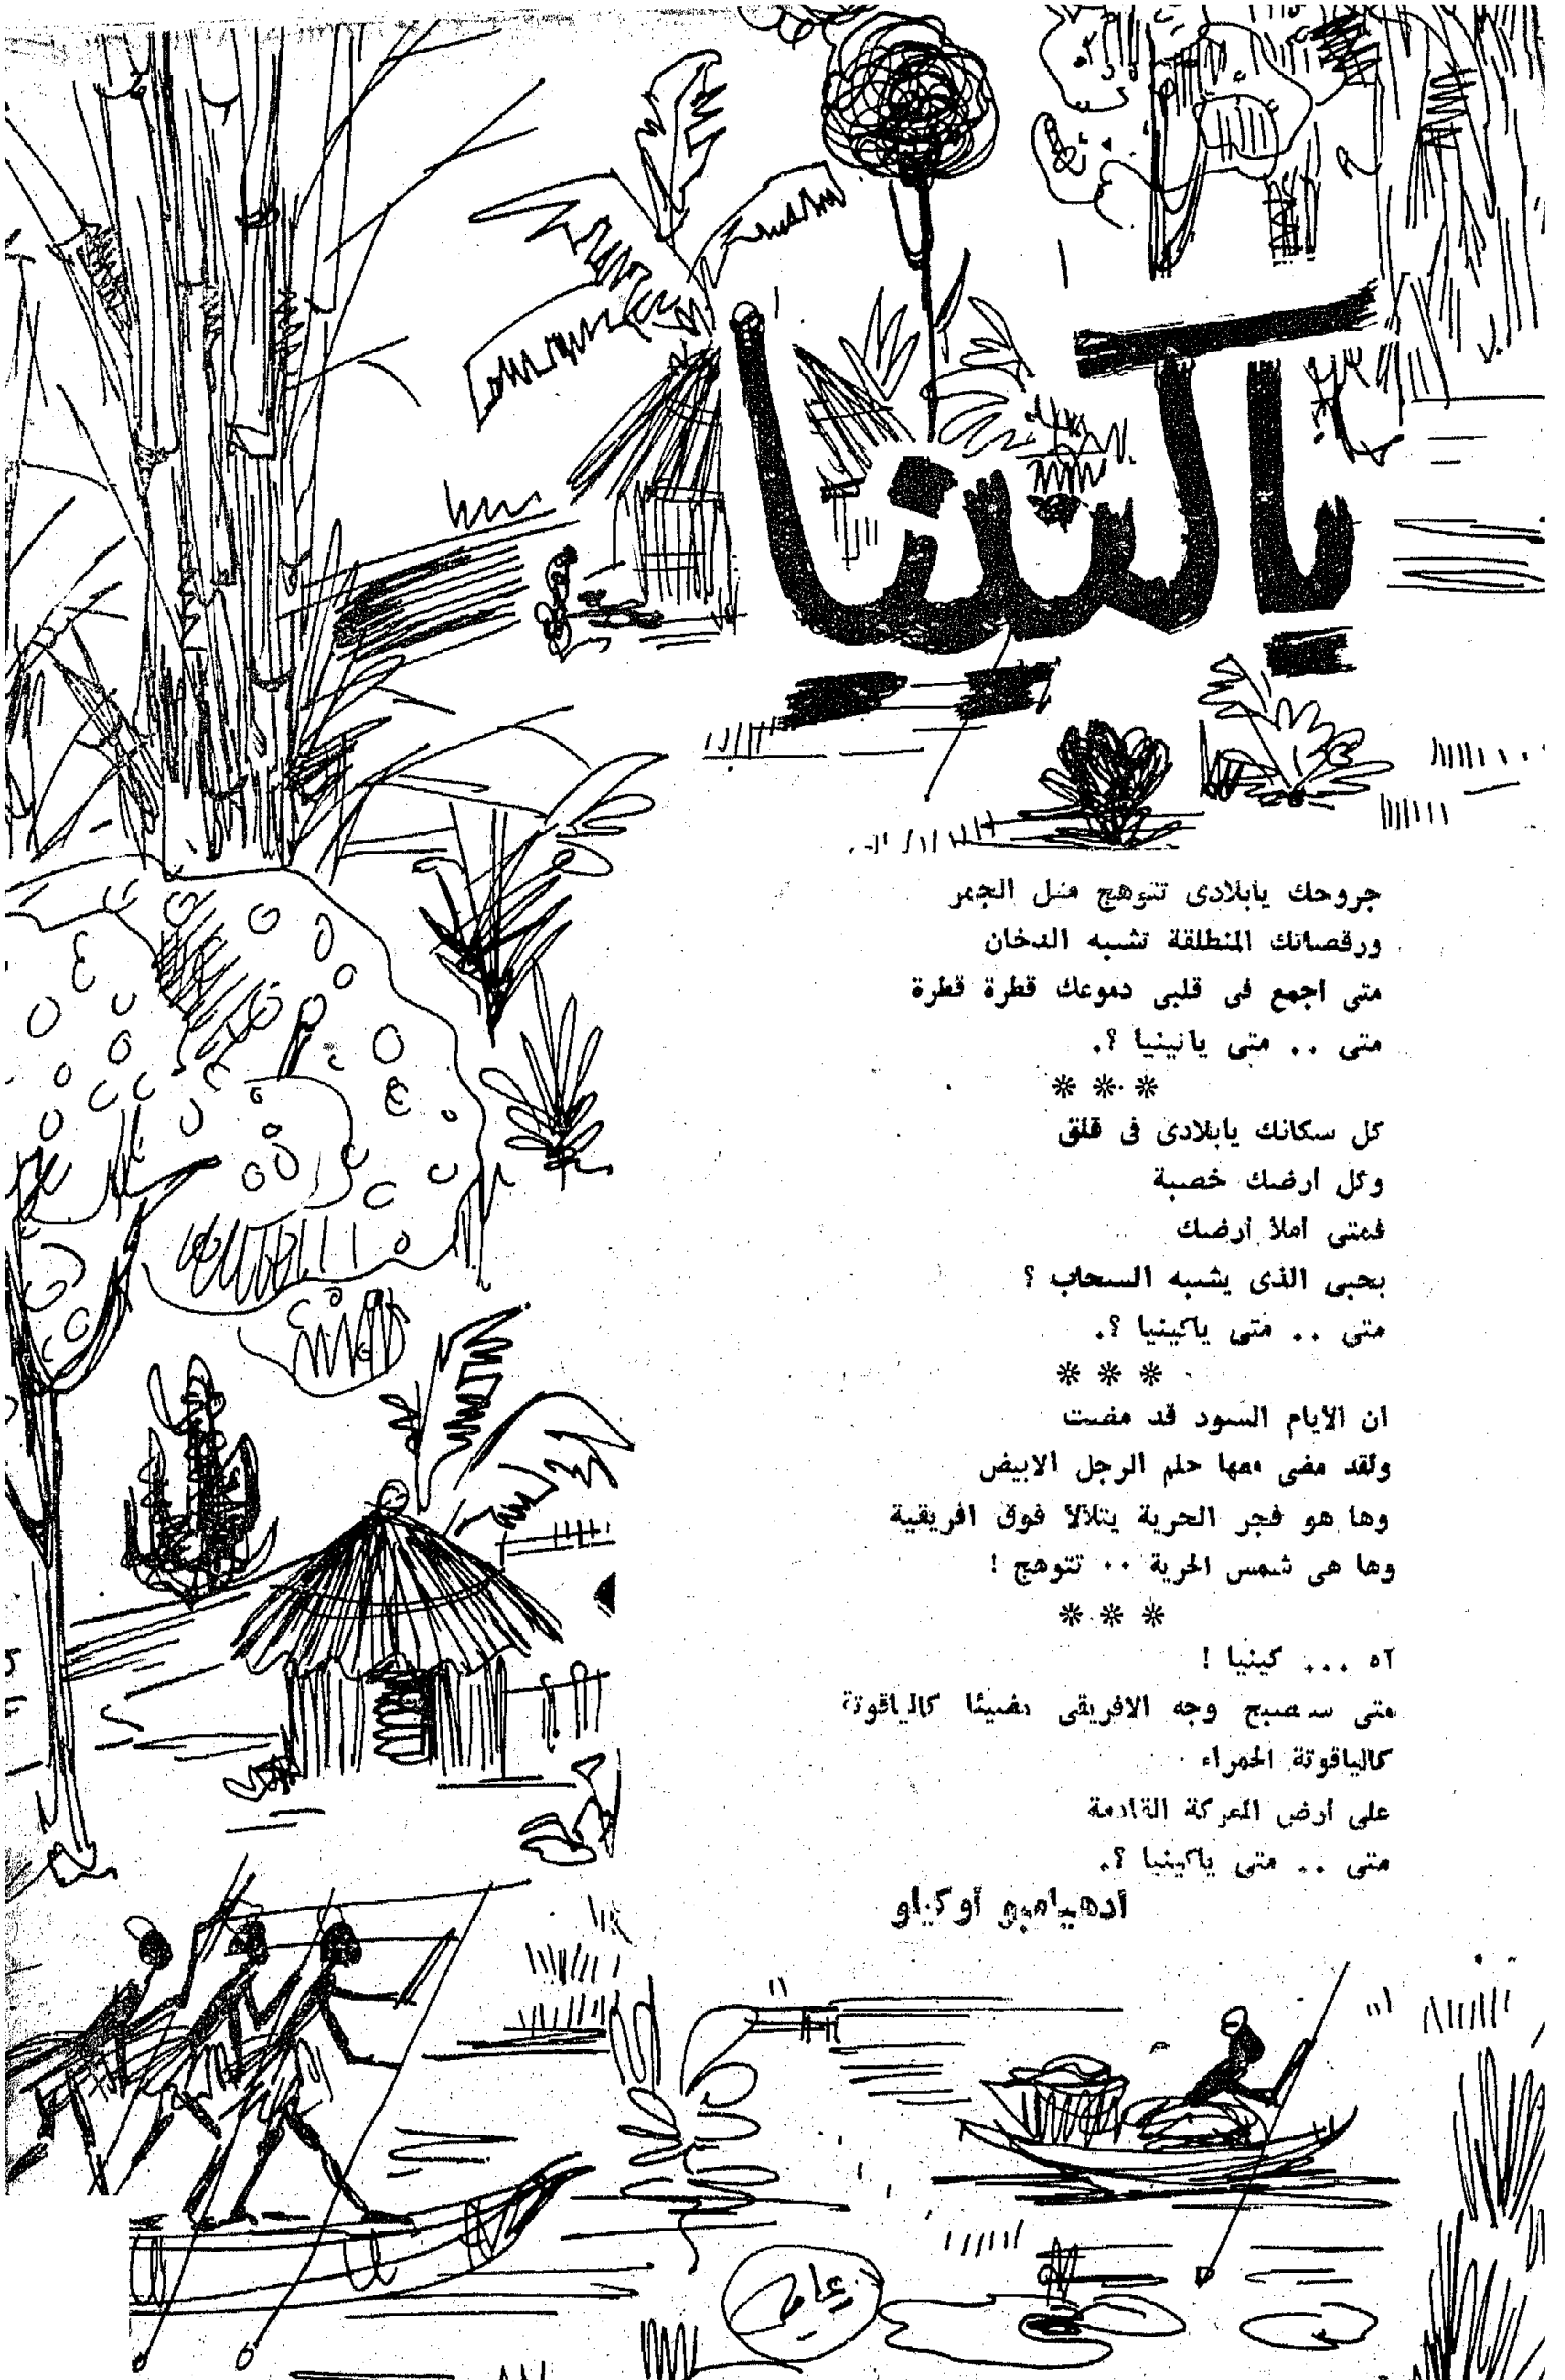 ياكينيا
جروحك يابلادى تتوهج مثل الجمر
ورقصاتك المنطلقة تشبه الدخان
متى اجمع فى قلبى دموعك قطرة قطرة
متى .. متى ياكينيا ؟.
* * *
كل سكانك يابلادى فى قلق
وكل أرضك خصبة
فمتى أملأ أرضك
بحبى الذى يشبه السحاب ؟
متى .. متى ياكينيا ؟.
* * *
ان الايام السود قد مضت
ولقد مضى معها حلم الرجل الابيض
وها هو فجر الحرية يتلألأ فوق افريقية
وها هى شمس الحرية .. تتوهج !
* * *
آه ... كينيا !
متى سيصبح وجه الافريقى مضيئا كالياقوتة
كالياقوتة الحمراء
على أرض المعركة القادمة
متى .. متى ياكينيا ؟.
أدهيامبو أوكيلو